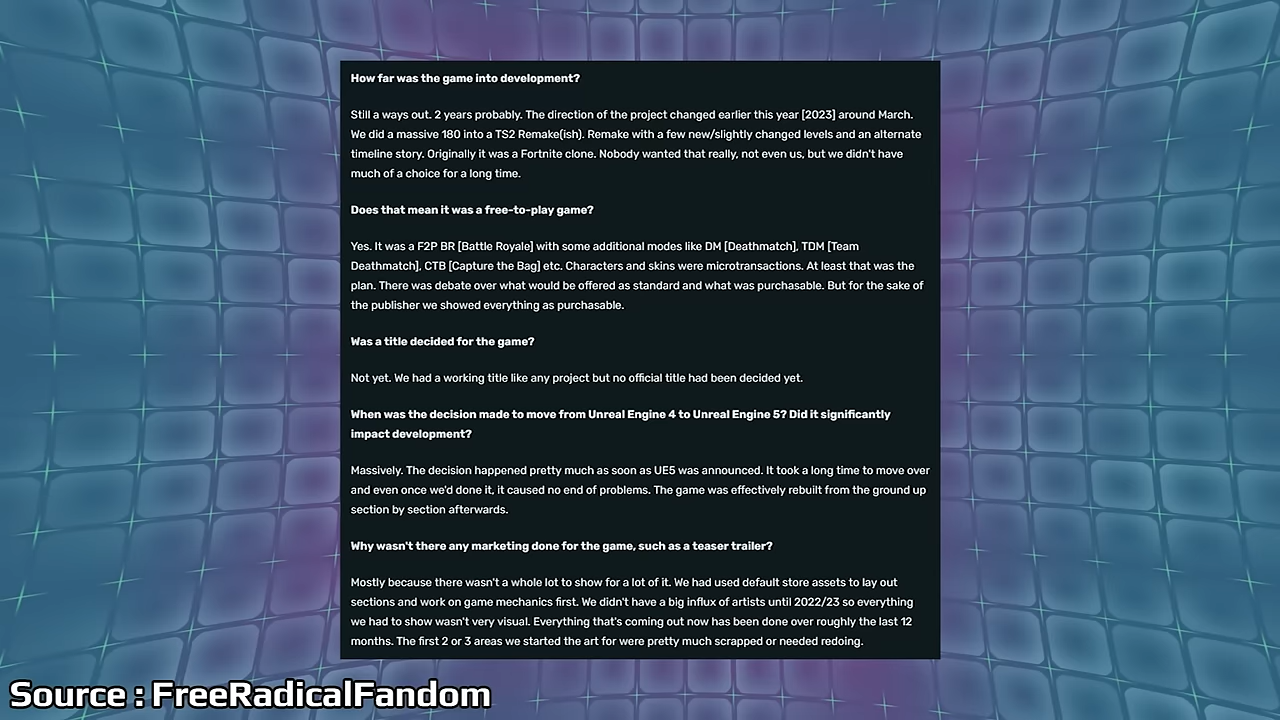 How far was the game into development?
Still a ways out. 2 years probably. The direction of the project changed earlier this year [2023] around March.
We did a massive 180 into a TS2 Remake(ish). Remake with a few new/slightly changed levels and an alternate
timeline story. Originally it was a Fortnite clone. Nobody wanted that really, not even us, but we didn't have
much of a choice for a long time.
Does that mean it was a free-to-play game?
Yes. It was a F2P BR [Battle Royale] with some additional modes like DM [Deathmatch], TDM [Team
Deathmatch], CTB [Capture the Bag] etc. Characters and skins were microtransactions. At least that was the
plan. There was debate over what would be offered as standard and what was purchasable. But for the sake of
the publisher we showed everything as purchasable.
Was a title decided for the game?
Not yet. We had a working title like any project but no official title had been decided yet.
When was the decision made to move from Unreal Engine 4 to Unreal Engine 5? Did it significantly
impact development?
Massively. The decision happened pretty much as soon as UE5 was announced. It took a long time to move over
and even once we'd done it, it caused no end of problems. The game was effectively rebuilt from the ground up
section by section afterwards.
Why wasn't there any marketing done for the game, such as a teaser trailer?
Mostly because there wasn't a whole lot to show for a lot of it. We had used default store assets to lay out
sections and work on game mechanics first. We didn't have a big influx of artists until 2022/23 so everything
we had to show wasn't very visual. Everything that's coming out now has been done over roughly the last 12
months. The first 2 or 3 areas we started the art for were pretty much scrapped or needed redoing.
Source : FreeRadicalFandom